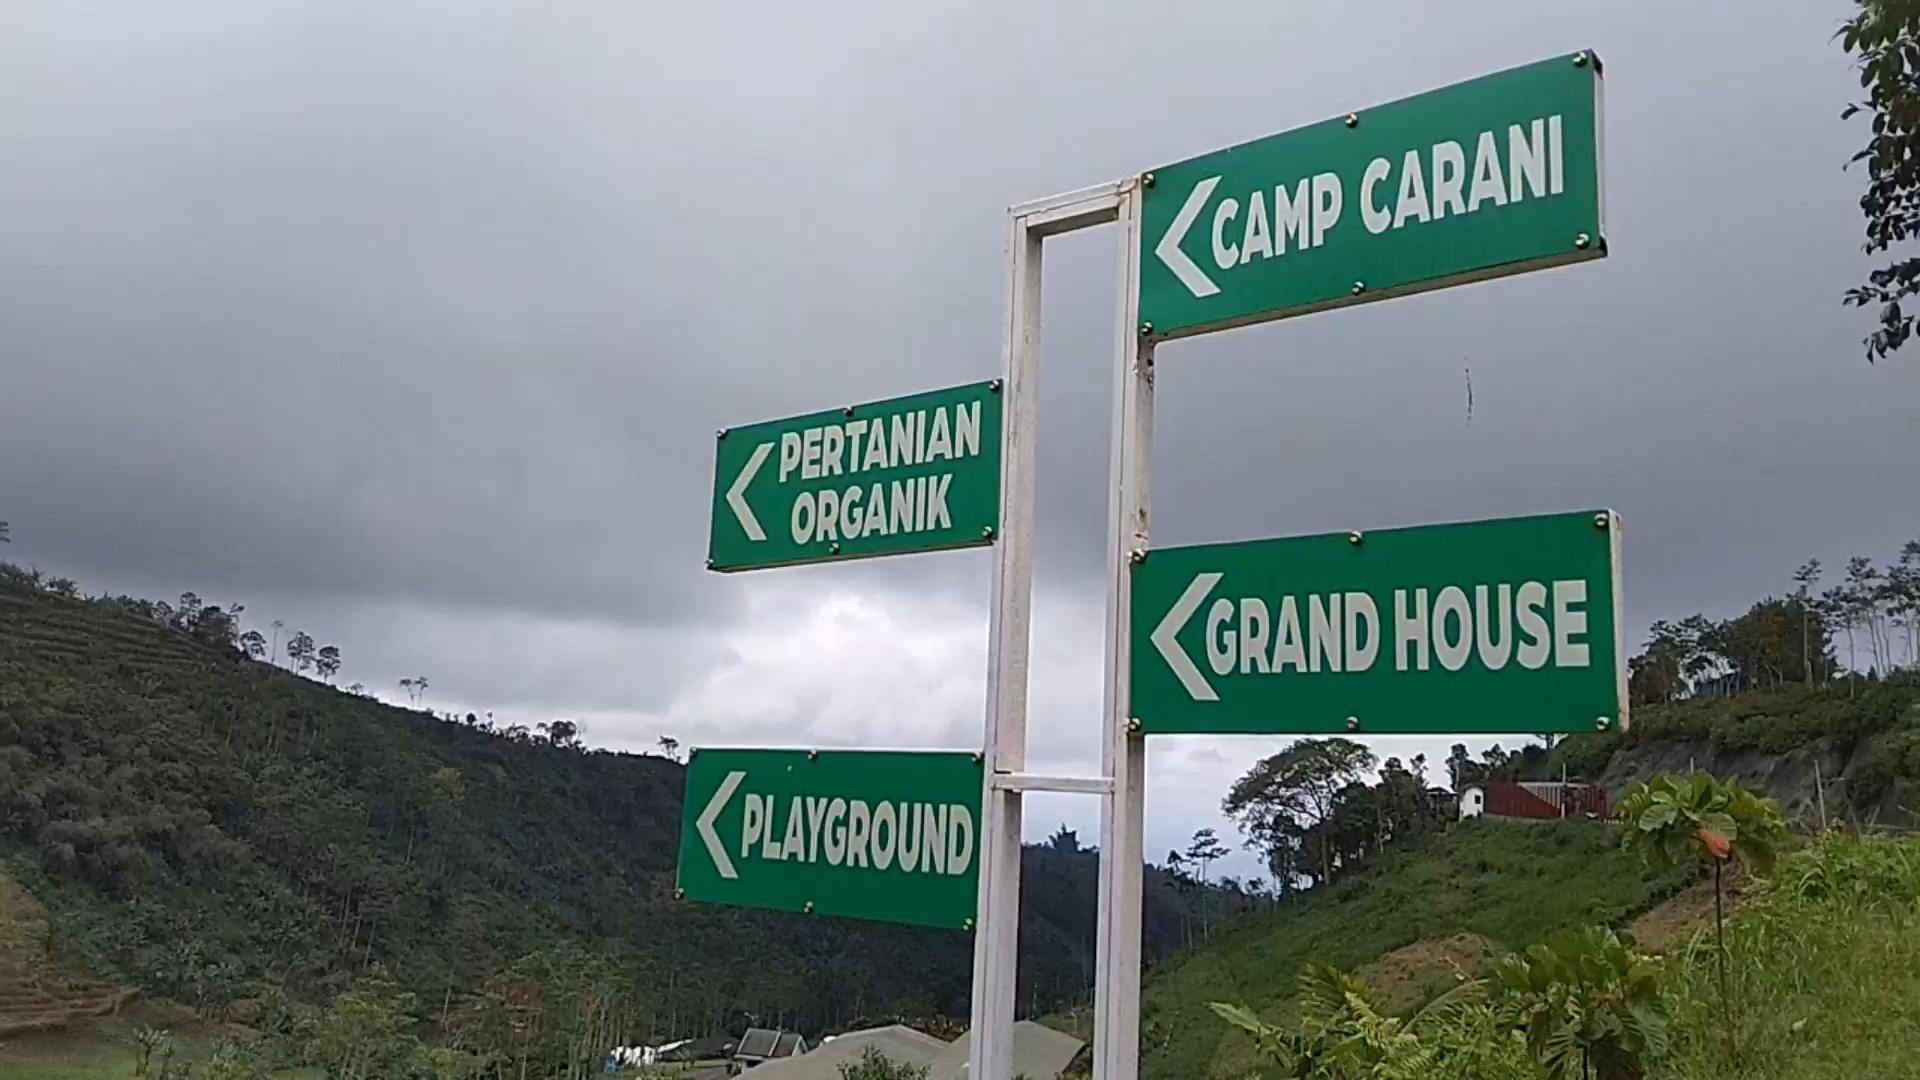 CAMP CARANI
PERTANIAN
ORGANIK
GRAND HOUSE
PLAYGROUND